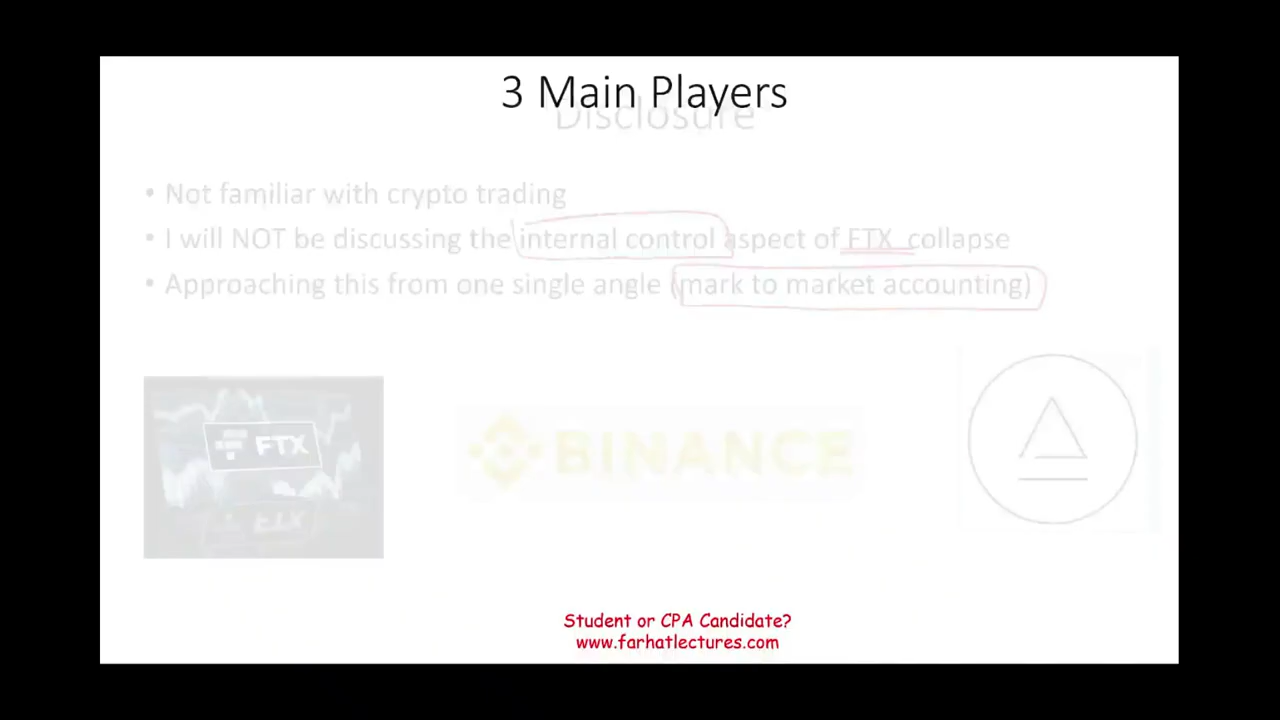 3 Main Players
Disclosure
• Not familiar with crypto trading
• I will NOT be discussing the internal control aspect of FTX collapse
• Approaching this from one single angle (mark to market accounting)
FTX
FTX
BINANCE
Student or CPA Candidate?
www.farhatlectures.com